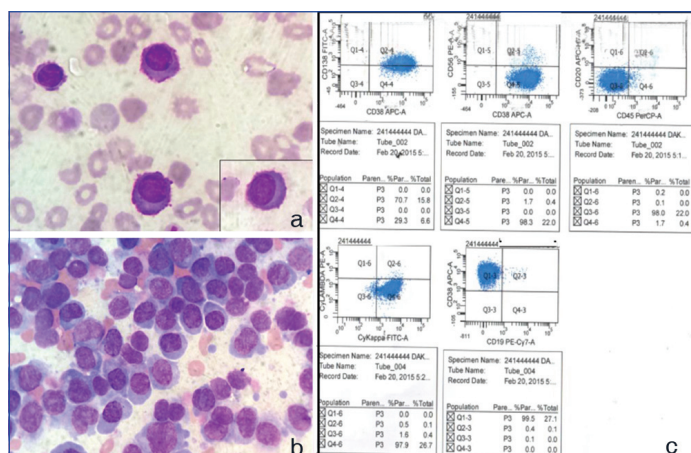 a
b
c
241444444
CD138 FITC-A
Q1-4 Q2-4
Q3-4 Q4-4
CD38 APC-A
CD56 PE-A
Q1-5 Q2-5
Q4-5
CD38 APC-A
241444444
CD20 APC-H7-A
Q1-6
Q4-6
CD45 PerCP-A
Specimen Name: 241444444 DA...
Tube Name: Tube_002
Record Date: Feb 20, 2015 5:...
Population Paren... %Par... %Total
Q1-4 P3 0.0 0.0
Q2-4 P3 70.7 15.8
Q3-4 P3 0.0 0.0
Q4-4 P3 29.3 6.6
Specimen Name: 241444444 DAK...
Tube Name: Tube_002
Record Date: Feb 20, 2015 5:1...
Population Paren... %Par... %Total
Q1-5 P3 0.0 0.0
Q2-5 P3 1.7 0.4
Q3-5 P3 0.0 0.0
Q4-5 P3 98.3 22.0
Specimen Name: 241444444 DAK...
Tube Name: Tube_002
Record Date: Feb 20, 2015 5:1...
Population Paren... %Par... %Total
Q1-6 P3 0.2 0.0
Q2-6 P3 0.1 0.0
Q3-6 P3 98.0 22.0
Q4-6 P3 1.7 0.4
241444444
CyLAMBDA PE-A
Q1-6 Q2-6
Q3-6
CyKappa FITC-A
241444444
CD38 APC-A
Q1-3 Q2-3
Q3-3 Q4-3
CD19 PE-Cy7-A
Specimen Name: 241444444 DAK...
Tube Name: Tube_004
Record Date: Feb 20, 2015 5:2...
Population Paren... %Par... %Total
Q1-6 P3 0.0 0.0
Q2-6 P3 0.5 0.1
Q3-6 P3 1.6 0.4
Q4-6 P3 97.9 26.7
Specimen Name: 241444444 DAK...
Tube Name: Tube_004
Record Date: Feb 20, 2015 5:2...
Population Paren... %Par... %Total
Q1-3 P3 99.5 27.1
Q2-3 P3 0.4 0.1
Q3-3 P3 0.1 0.0
Q4-3 P3 0.0 0.0